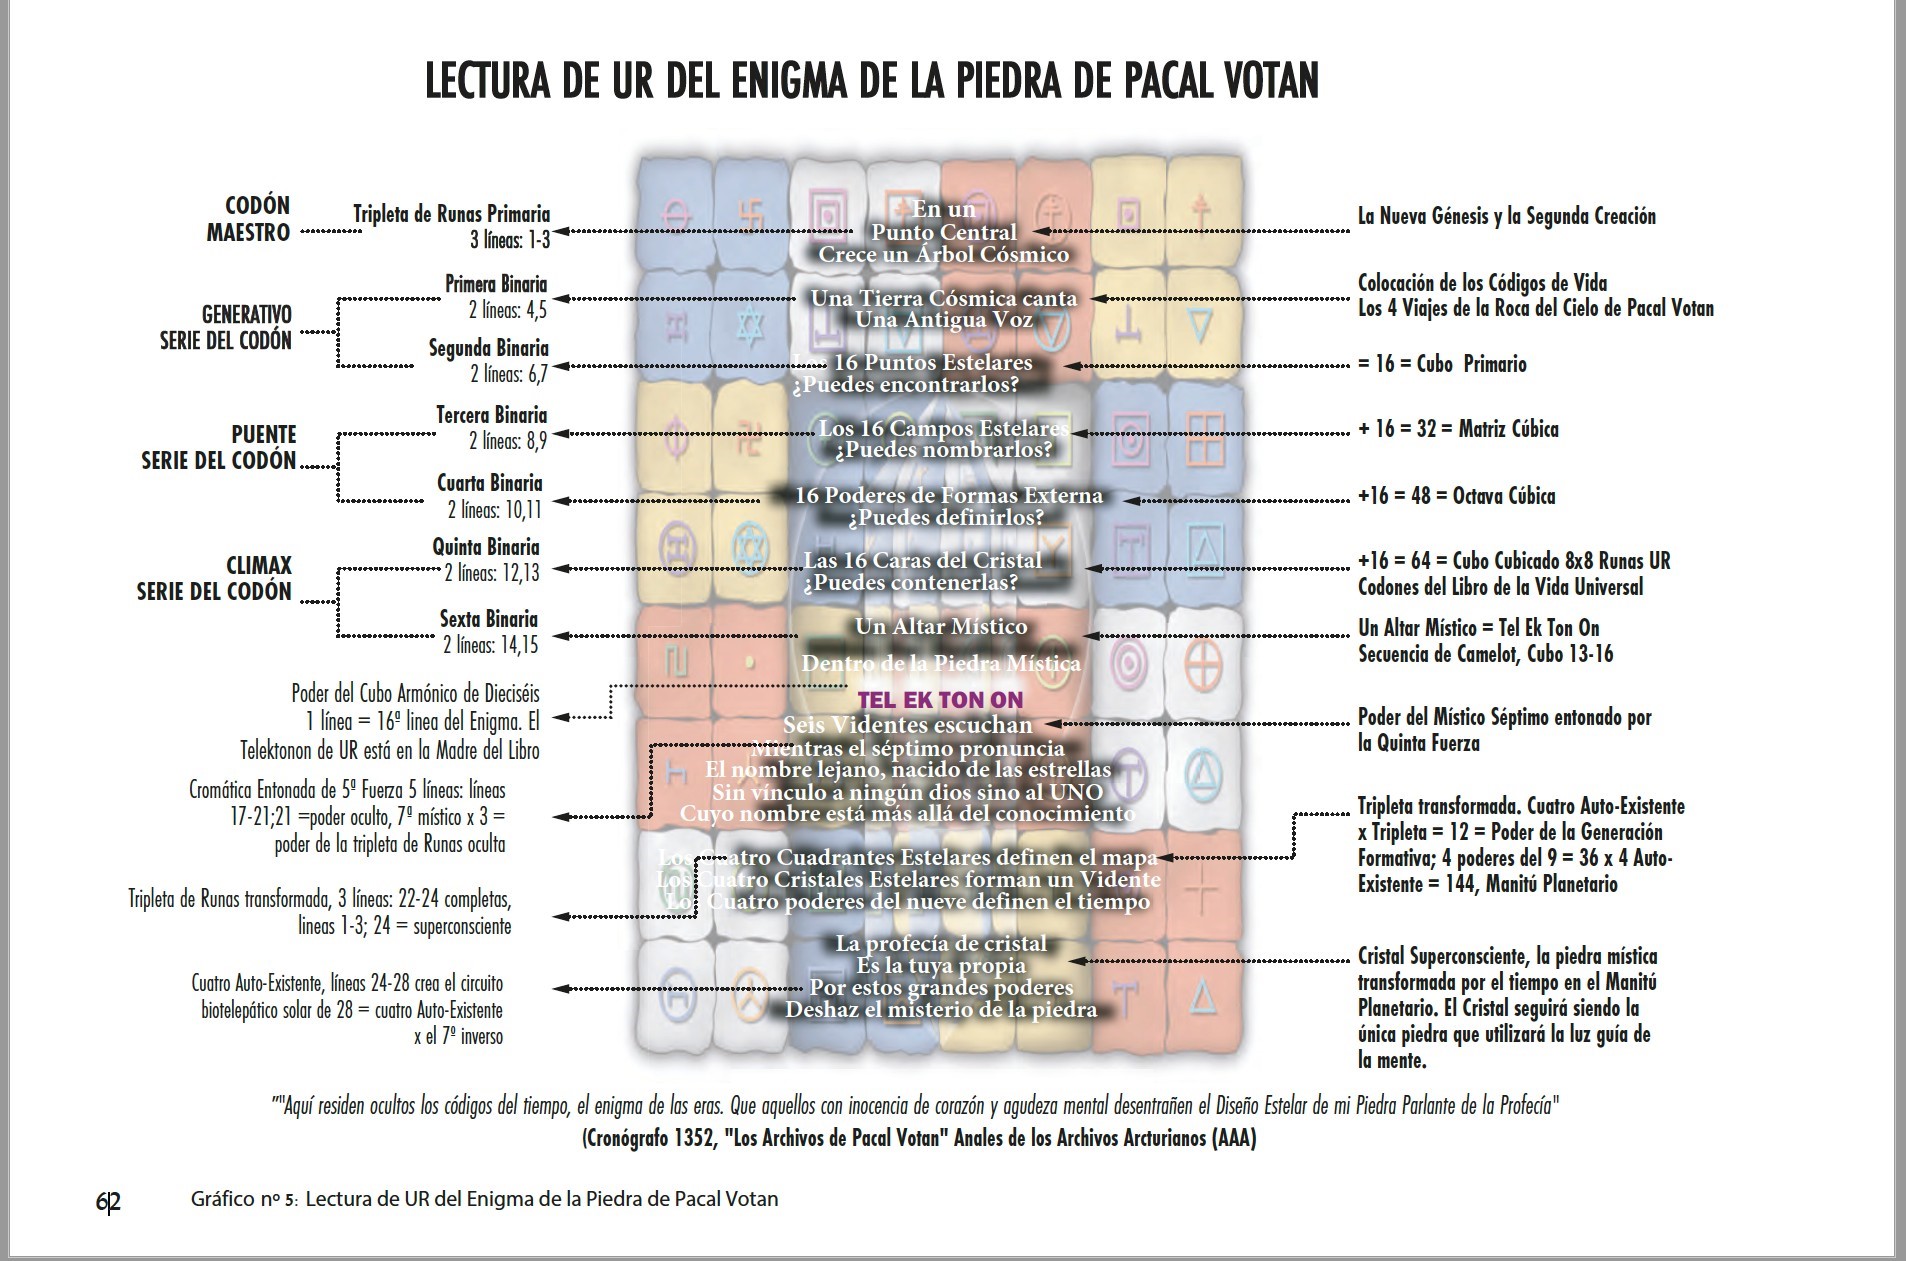 LECTURA DE UR DEL ENIGMA DE LA PIEDRA DE PACAL VOTAN
CODÓN
MAESTRO
Tripleta de Runas Primaria
3 líneas: 1-3
GENERATIVO
SERIE DEL CODÓN
Primera Binaria
2 líneas: 4,5
Segunda Binaria
2 líneas: 6,7
PUENTE
SERIE DEL CODÓN
Tercera Binaria
2 líneas: 8,9
Cuarta Binaria
2 líneas: 10,11
CLIMAX
SERIE DEL CODÓN
Quinta Binaria
2 líneas: 12,13
Sexta Binaria
2 líneas: 14,15
Poder del Cubo Armónico de Dieciséis
1 línea = 16ª linea del Enigma. El
Telektonon de UR está en la Madre del Libro
Cromática Entonada de 5ª Fuerza 5 líneas: líneas
17-21;21 =poder oculto, 7º místico x 3 =
poder de la tripleta de Runas oculta
Tripleta de Runas transformada, 3 líneas: 22-24 completas,
lineas 1-3; 24 = superconsciente
Cuatro Auto-Existente, líneas 24-28 crea el circuito
biotelepático solar de 28 = cuatro Auto-Existente
x el 7º inverso
En un
Punto Central
Crece un Árbol Cósmico
Una Tierra Cósmica canta
Una Antigua Voz
Los 16 Puntos Estelares
¿Puedes encontrarlos?
Los 16 Campos Estelares
¿Puedes nombrarlos?
16 Poderes de Formas Externa
¿Puedes definirlos?
Las 16 Caras del Cristal
¿Puedes contenerlas?
Un Altar Místico
Dentro de la Piedra Mística
TEL EK TON ON
Seis Videntes escuchan
Mientras el séptimo pronuncia
El nombre lejano, nacido de las estrellas
Sin vínculo a ningún dios sino al UNO
Cuyo nombre está más allá del conocimiento
Los Cuatro Cuadrantes Estelares definen el mapa
Los Cuatro Cristales Estelares forman un Vidente
Los Cuatro poderes del nueve definen el tiempo
La profecía de cristal
Es la tuya propia
Por estos grandes poderes
Deshaz el misterio de la piedra
La Nueva Génesis y la Segunda Creación
Colocación de los Códigos de Vida
Los 4 Viajes de la Roca del Cielo de Pacal Votan
= 16 = Cubo Primario
+ 16 = 32 = Matriz Cúbica
+16 = 48 = Octava Cúbica
+16 = 64 = Cubo Cubicado 8x8 Runas UR
Codones del Libro de la Vida Universal
Un Altar Místico = Tel Ek Ton On
Secuencia de Camelot, Cubo 13-16
Poder del Místico Séptimo entonado por
la Quinta Fuerza
Tripleta transformada. Cuatro Auto-Existente
x Tripleta = 12 = Poder de la Generación
Formativa; 4 poderes del 9 = 36 x 4 Auto-
Existente = 144, Manitú Planetario
Cristal Superconsciente, la piedra mística
transformada por el tiempo en el Manitú
Planetario. El Cristal seguirá siendo la
única piedra que utilizará la luz guía de
la mente.
""Aquí residen ocultos los códigos del tiempo, el enigma de las eras. Que aquellos con inocencia de corazón y agudeza mental desentrañen el Diseño Estelar de mi Piedra Parlante de la Profecía"
(Cronógrafo 1352, "Los Archivos de Pacal Votan" Anales de los Archivos Arcturianos (AAA)
62 Gráfico nº 5: Lectura de UR del Enigma de la Piedra de Pacal Votan